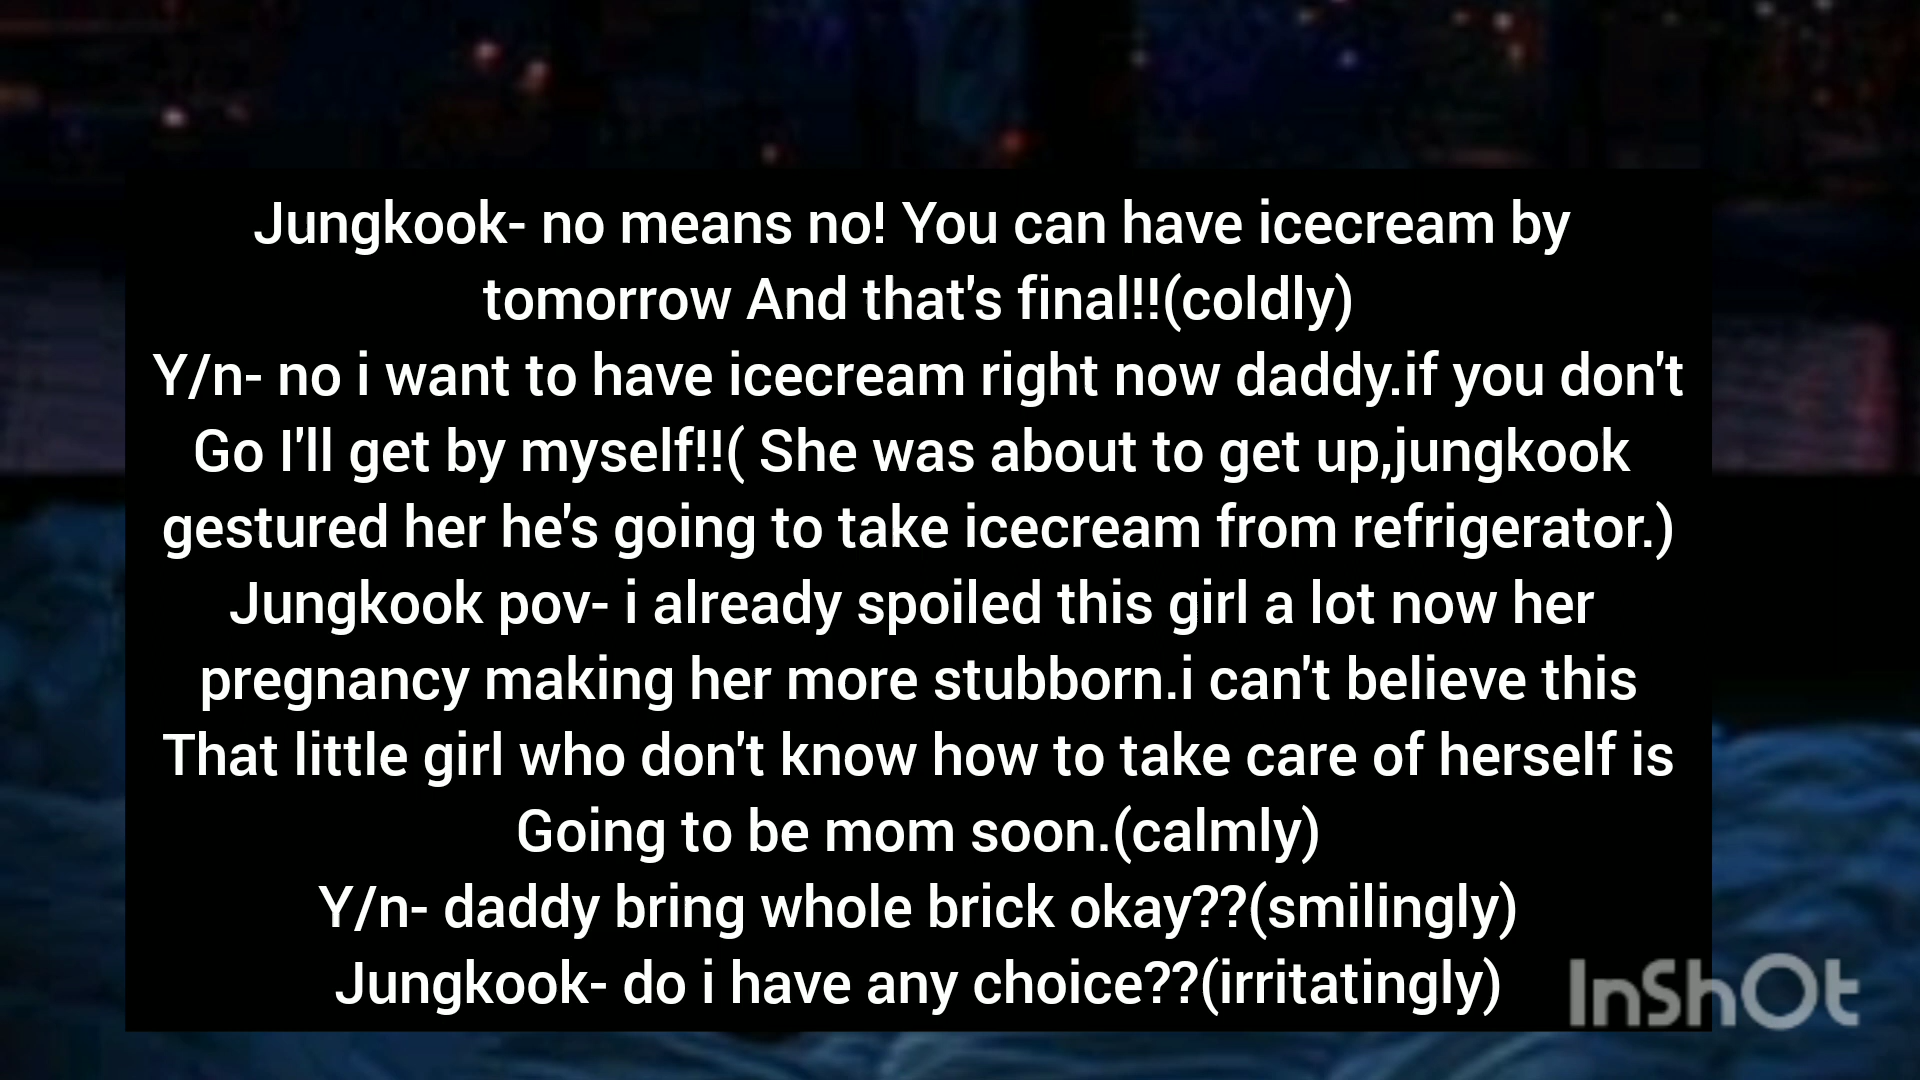 Jungkook- no means no! You can have icecream by
tomorrow And that's final!!(coldly)
Y/n- no i want to have icecream right now daddy.if you don't
Go I'll get by myself!!( She was about to get up,jungkook
gestured her he's going to take icecream from refrigerator.)
Jungkook pov- i already spoiled this girl a lot now her
pregnancy making her more stubborn.i can't believe this
That little girl who don't know how to take care of herself is
Going to be mom soon.(calmly)
Y/n- daddy bring whole brick okay??(smilingly)
Jungkook- do i have any choice??(irritatingly)
InShOt